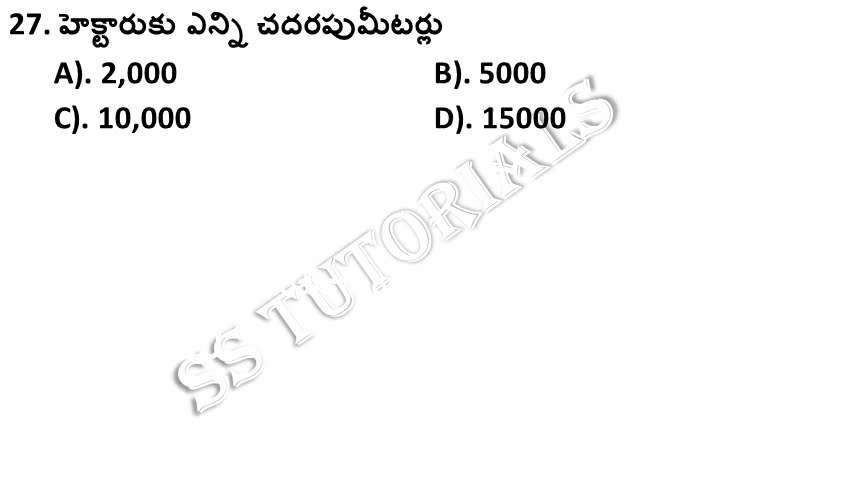 27. హెక్టారుకు ఎన్ని చదరపుమీటర్లు
A). 2,000 B). 5000
C). 10,000 D). 15000
SS TUTORIALS